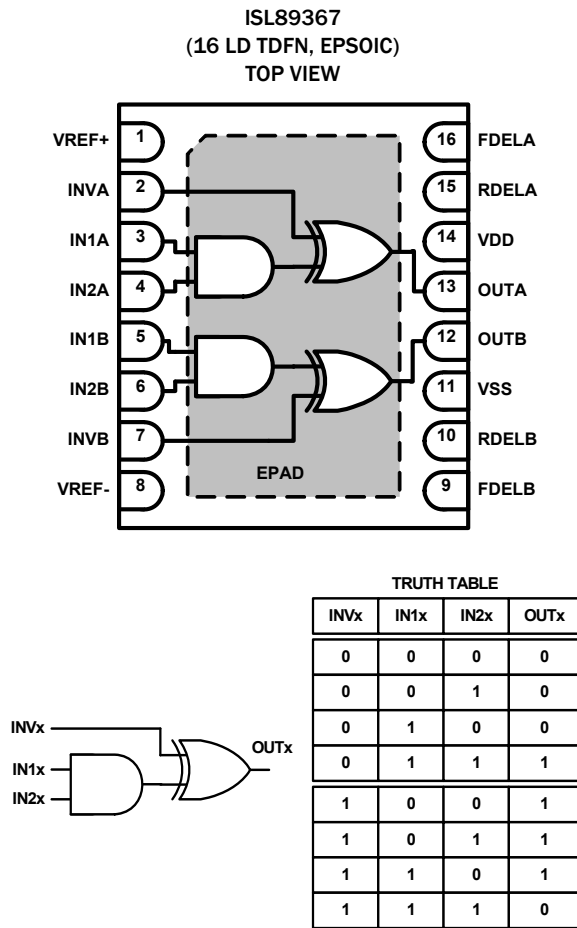 ISL89367
(16 LD TDFN, EPSOIC)
TOP VIEW
VREF+ 1 16 FDELA
INVA 2 15 RDELA
IN1A 3 14 VDD
IN2A 4 13 OUTA
IN1B 5 12 OUTB
IN2B 6 11 VSS
INVB 7 10 RDELB
VREF- 8 9 FDELB
EPAD
INVx
IN1x
IN2x
OUTx
TRUTH TABLE
INVx IN1x IN2x OUTx
0 0 0 0
0 0 1 0
0 1 0 0
0 1 1 1
1 0 0 1
1 0 1 1
1 1 0 1
1 1 1 0